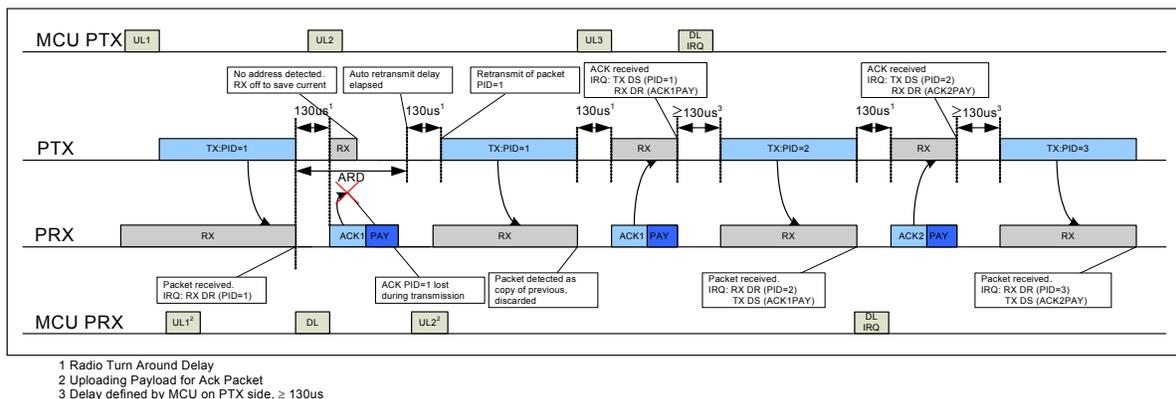 MCU PTX
UL1
UL2
UL3
DL
IRQ
No address detected.
RX off to save current
Auto retransmit delay
elapsed
Retransmit of packet
PID=1
ACK received
IRQ: TX DS (PID=1)
RX DR (ACK1PAY)
ACK received
IRQ: TX DS (PID=2)
RX DR (ACK2PAY)
130us1
130us1
130us1
≥130us3
130us1
≥130us3
PTX
TX:PID=1
RX
TX:PID=1
RX
TX:PID=2
RX
TX:PID=3
ARD
PRX
RX
ACK1
PAY
RX
ACK1
PAY
RX
ACK2
PAY
RX
Packet received.
IRQ: RX DR (PID=1)
ACK PID=1 lost
during transmission
Packet detected as
copy of previous,
discarded
Packet received.
IRQ: RX DR (PID=2)
TX DS (ACK1PAY)
Packet received.
IRQ: RX DR (PID=3)
TX DS (ACK2PAY)
MCU PRX
UL12
DL
UL22
DL
IRQ
1 Radio Turn Around Delay
2 Uploading Payload for Ack Packet
3 Delay defined by MCU on PTX side, ≥ 130us